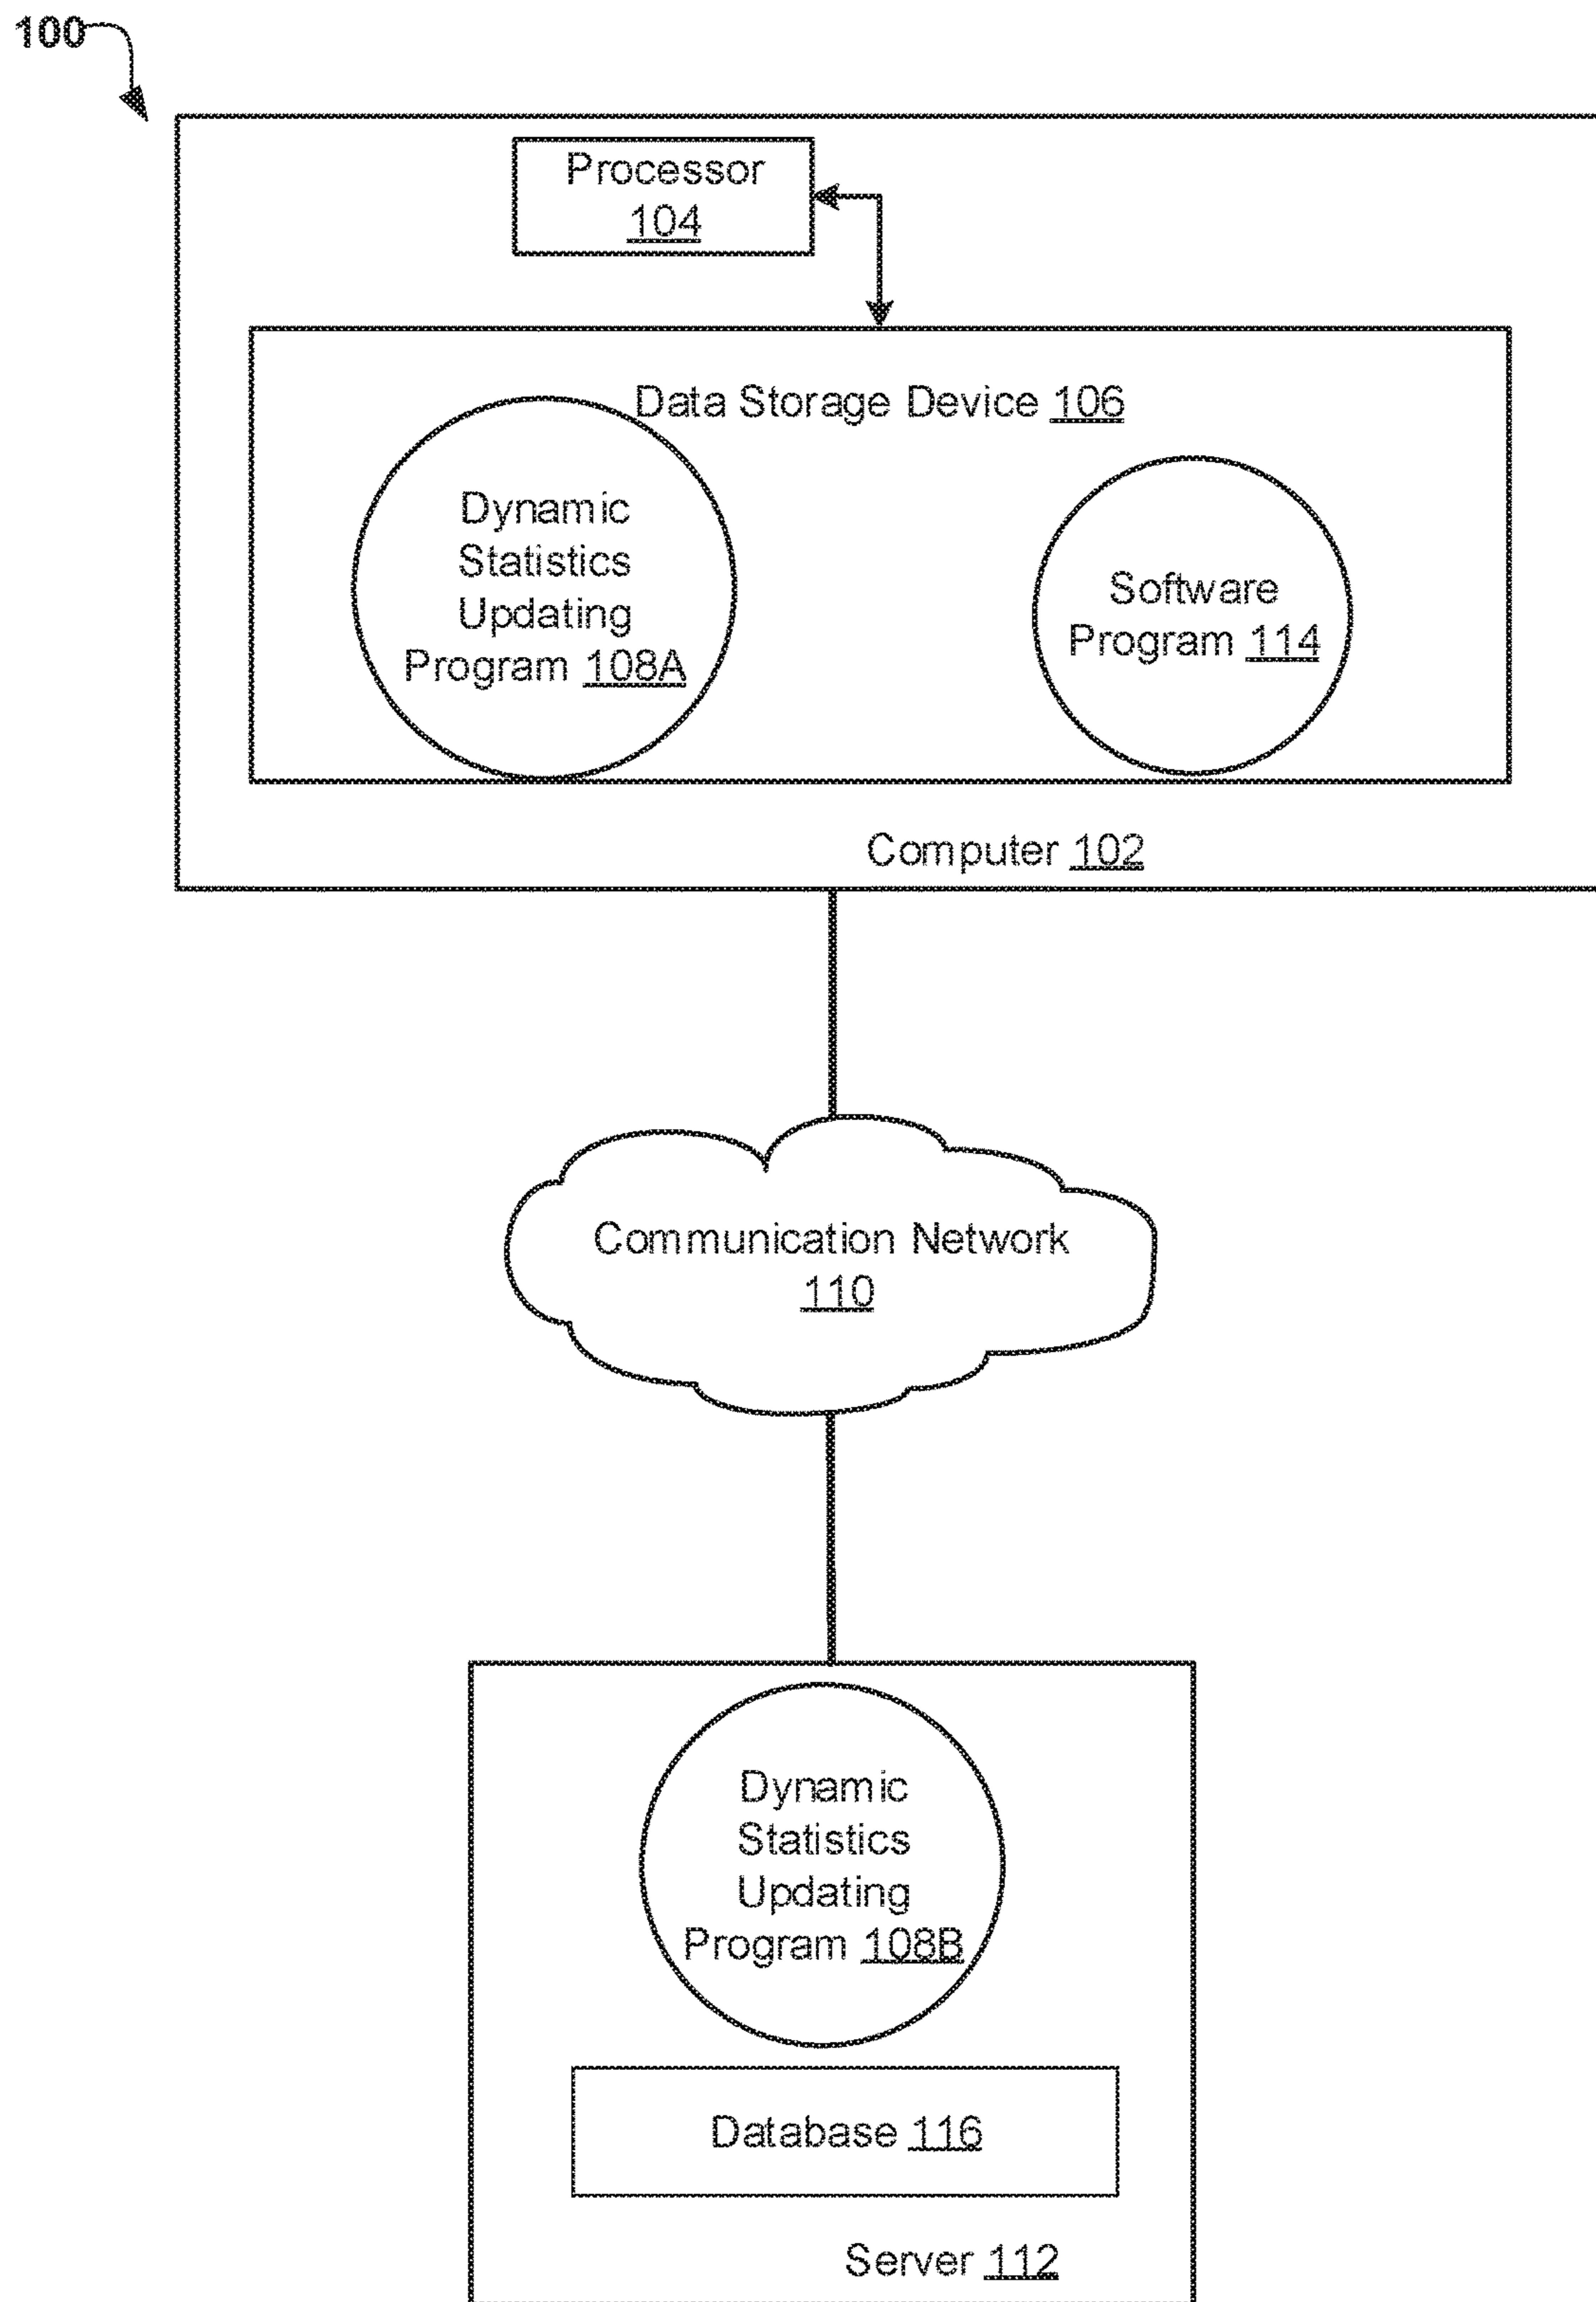 100
Processor
104
Data Storage Device 106
Dynamic
Statistics
Updating
Program 108A
Software
Program 114
Computer 102
Communication Network
110
Dynamic
Statistics
Updating
Program 108B
Database 116
Server 112